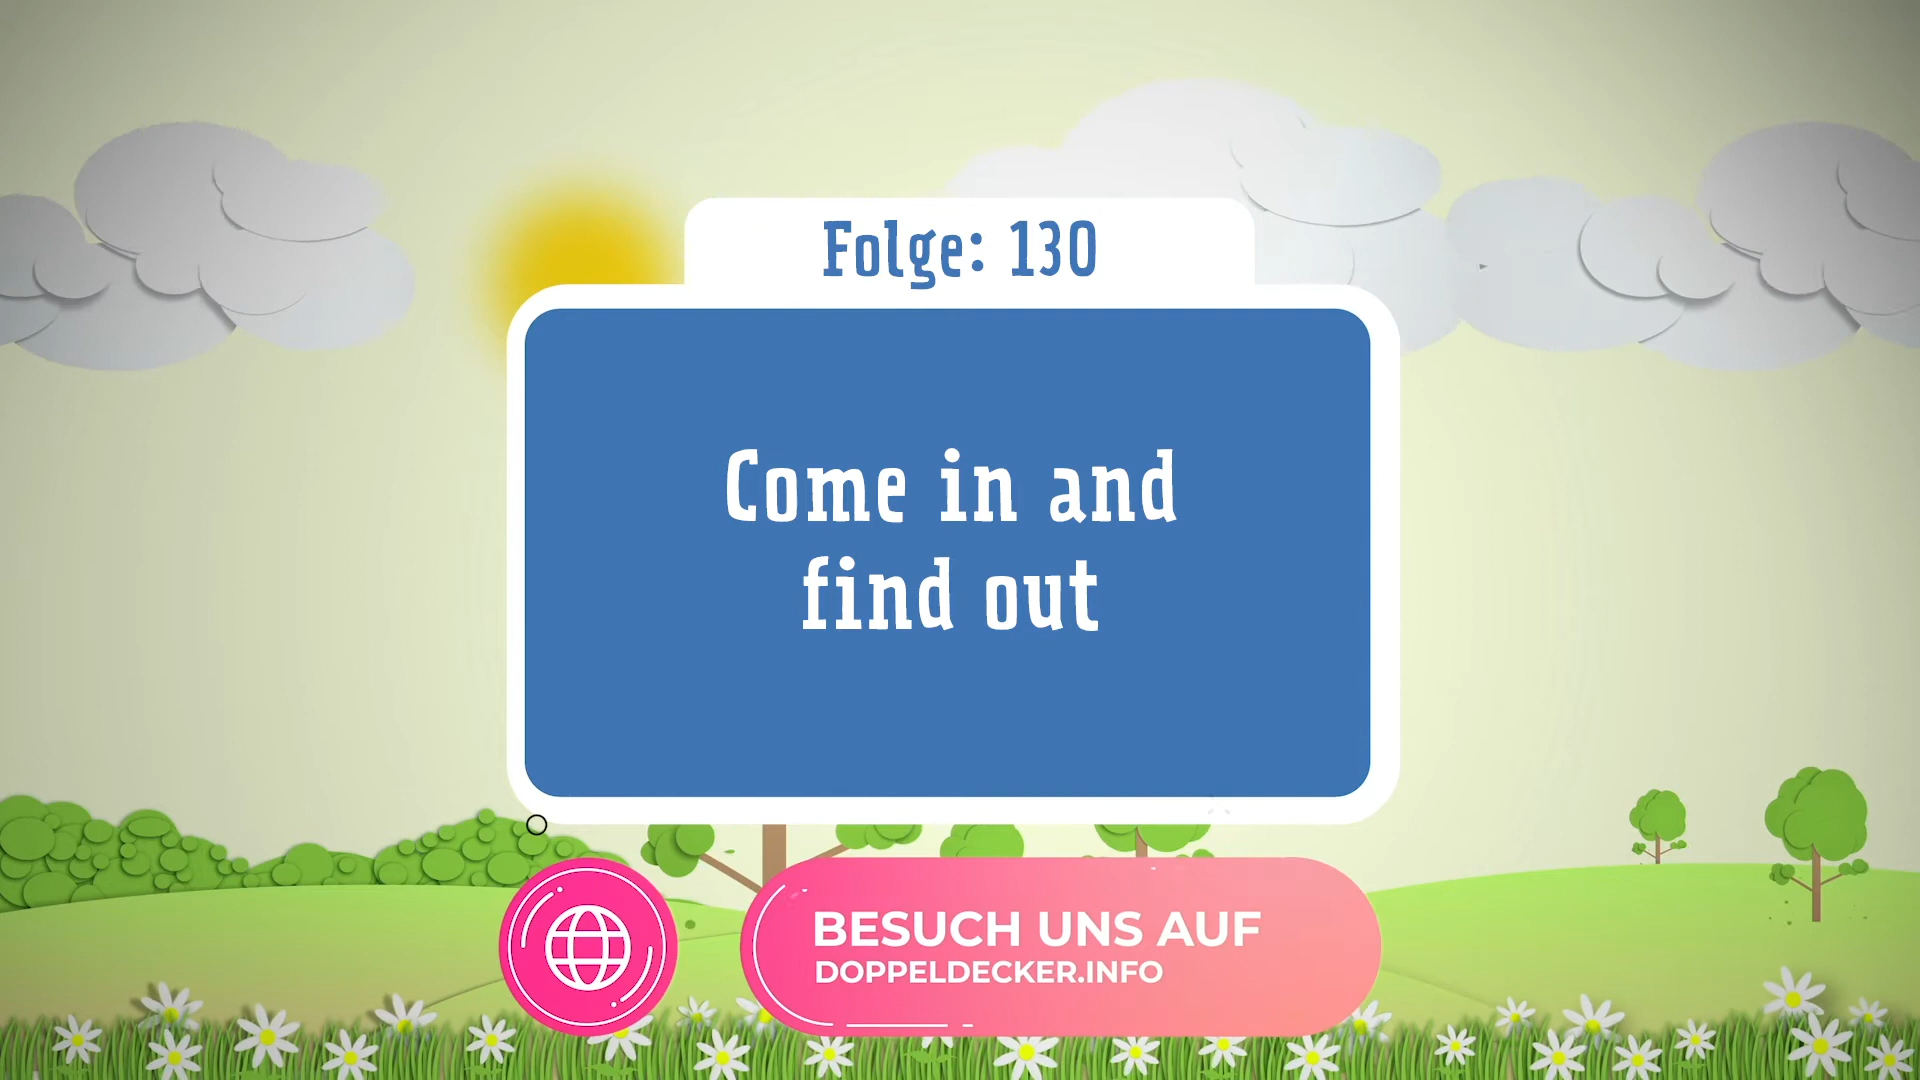 Folge: 130
Come in and
find out
BESUCH UNS AUF
DOPPELDECKER.INFO